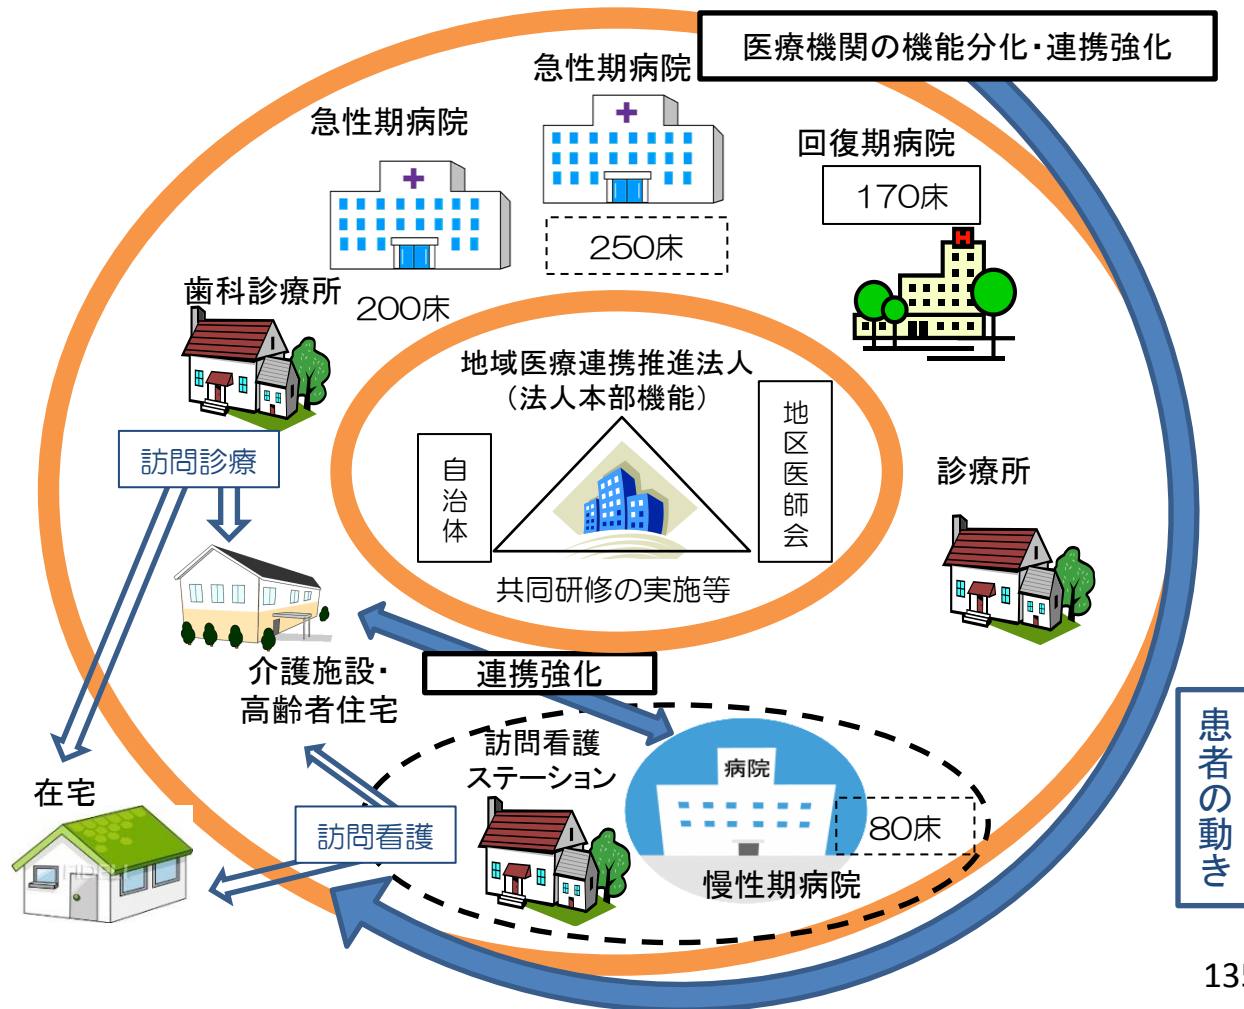 医療機関の機能分化・連携強化
急性期病院
急性期病院
回復期病院
170床
250床
200床
歯科診療所
地域医療連携推進法人
（法人本部機能）
自治体
地区医師会
共同研修の実施等
訪問診療
診療所
介護施設・
高齢者住宅
連携強化
訪問看護
ステーション
病院
80床
慢性期病院
在宅
訪問看護
患者の動き